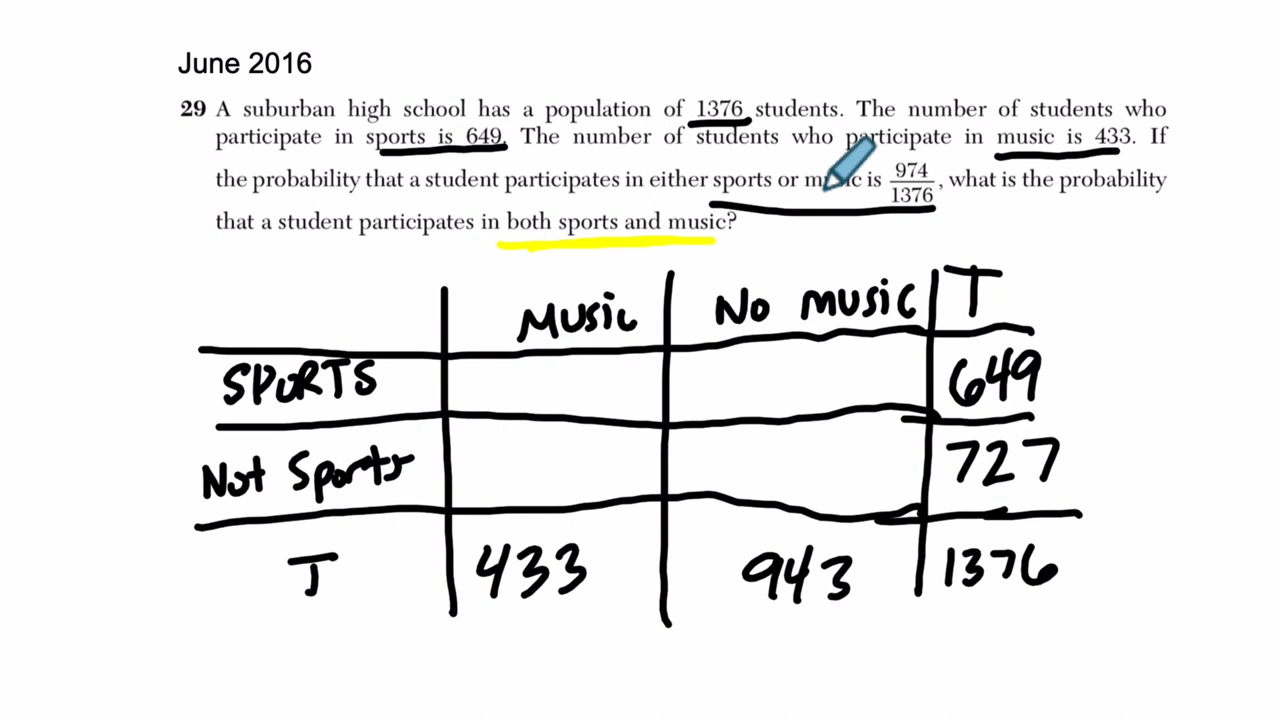 June 2016
29 A suburban high school has a population of 1376 students. The number of students who
participate in sports is 649. The number of students who participate in music is 433. If
the probability that a student participates in either sports or music is 974/1376, what is the probability
that a student participates in both sports and music?
Music No music T
SPORTS 649
Not Sports 727
T 433 943 1376